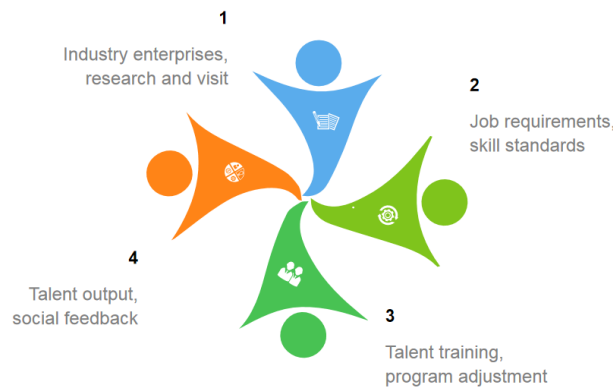 1
Industry enterprises,
research and visit
2
Job requirements,
skill standards
3
Talent training,
program adjustment
4
Talent output,
social feedback